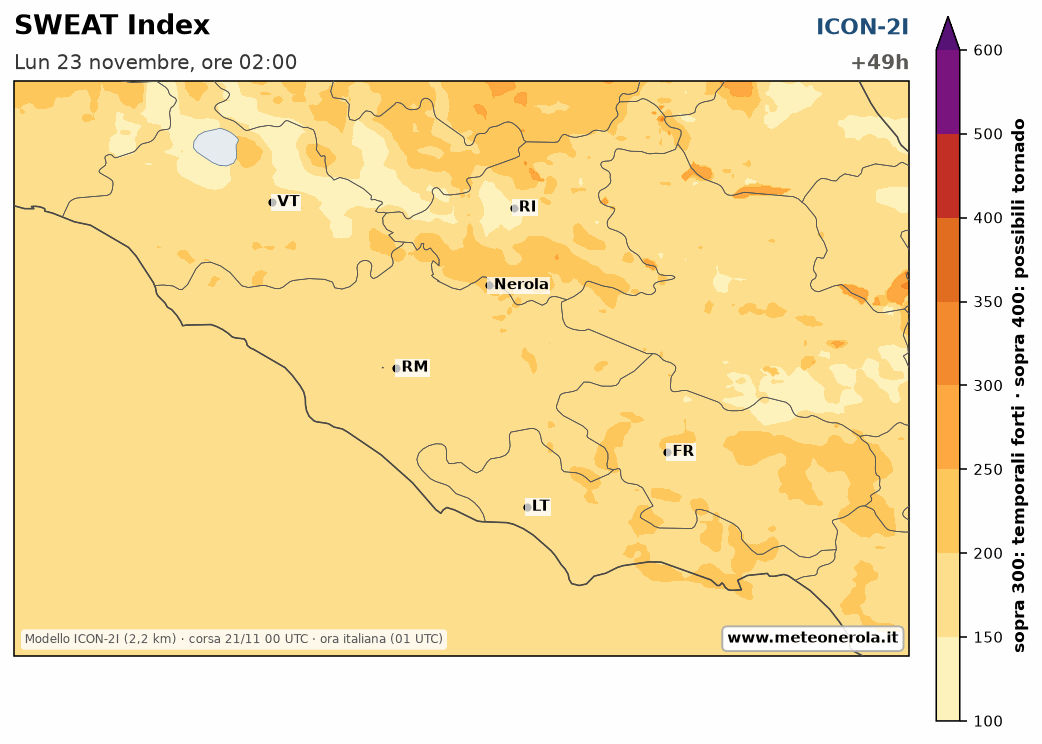 SWEAT Index
ICON-2I
Lun 23 novembre, ore 02:00
+49h
VT
RI
Nerola
RM
FR
LT
Modello ICON-2I (2,2 km) · corsa 21/11 00 UTC · ora italiana (01 UTC)
www.meteonerola.it
600
500
400
350
300
250
200
150
100
sopra 300: temporali forti · sopra 400: possibili tornado